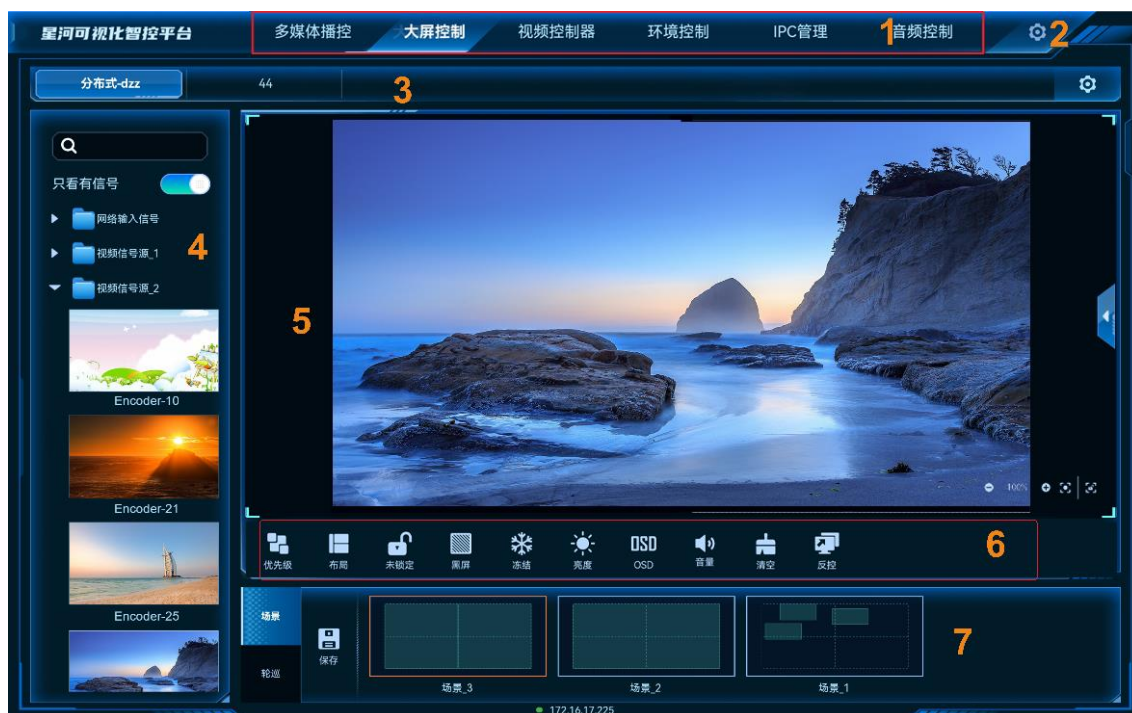 星河可视化智控平台 多媒体播控 大屏控制 视频控制器 环境控制 IPC管理 1 音频控制 2
分布式-dzz 44 3
只看有信号
网络输入信号
4
视频信号源_1
视频信号源_2
5
Encoder-10
Encoder-21
100%
6
优先级 布局 未锁定 黑屏 冻结 亮度 OSD OSD 音量 清空 反控
Encoder-25
场景
保存
轮巡
7
场景_3 场景_2 场景_1
172.16.17.225